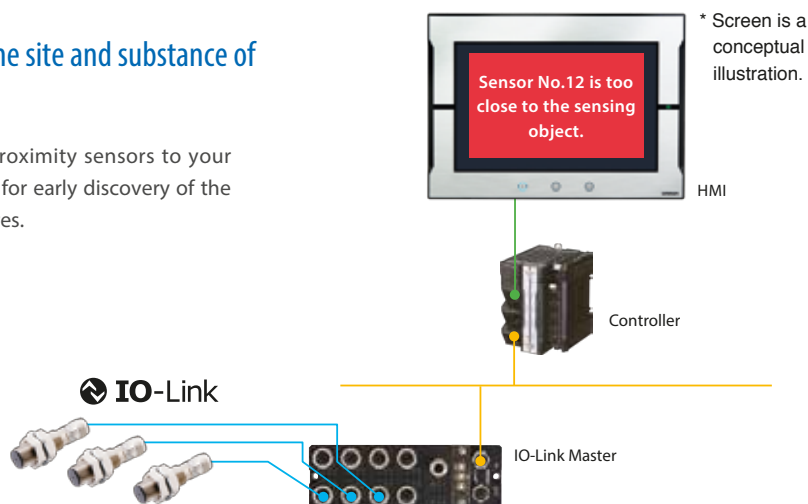 he site and substance of
roximity sensors to your
for early discovery of the
es.
* Screen is a
conceptual
illustration.
Sensor No.12 is too
close to the sensing
object.
HMI
Controller
IO-Link
IO-Link Master